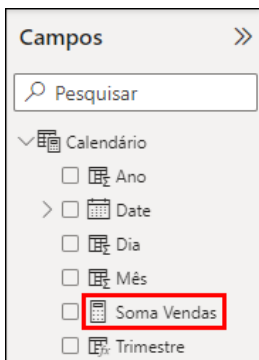 Campos
Pesquisar
Calendário
Ano
Date
Dia
Mês
Soma Vendas
Trimestre